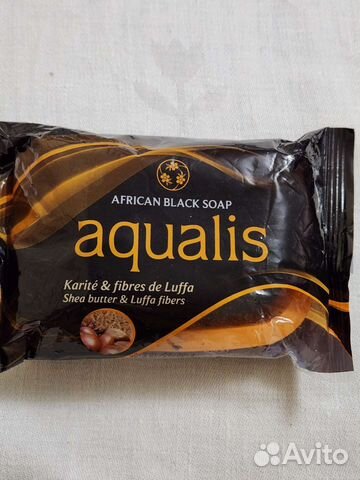 AFRICAN BLACK SOAP
aqualis
Karité & fibres de Luffa
Shea butter & Luffa fibers
Avito